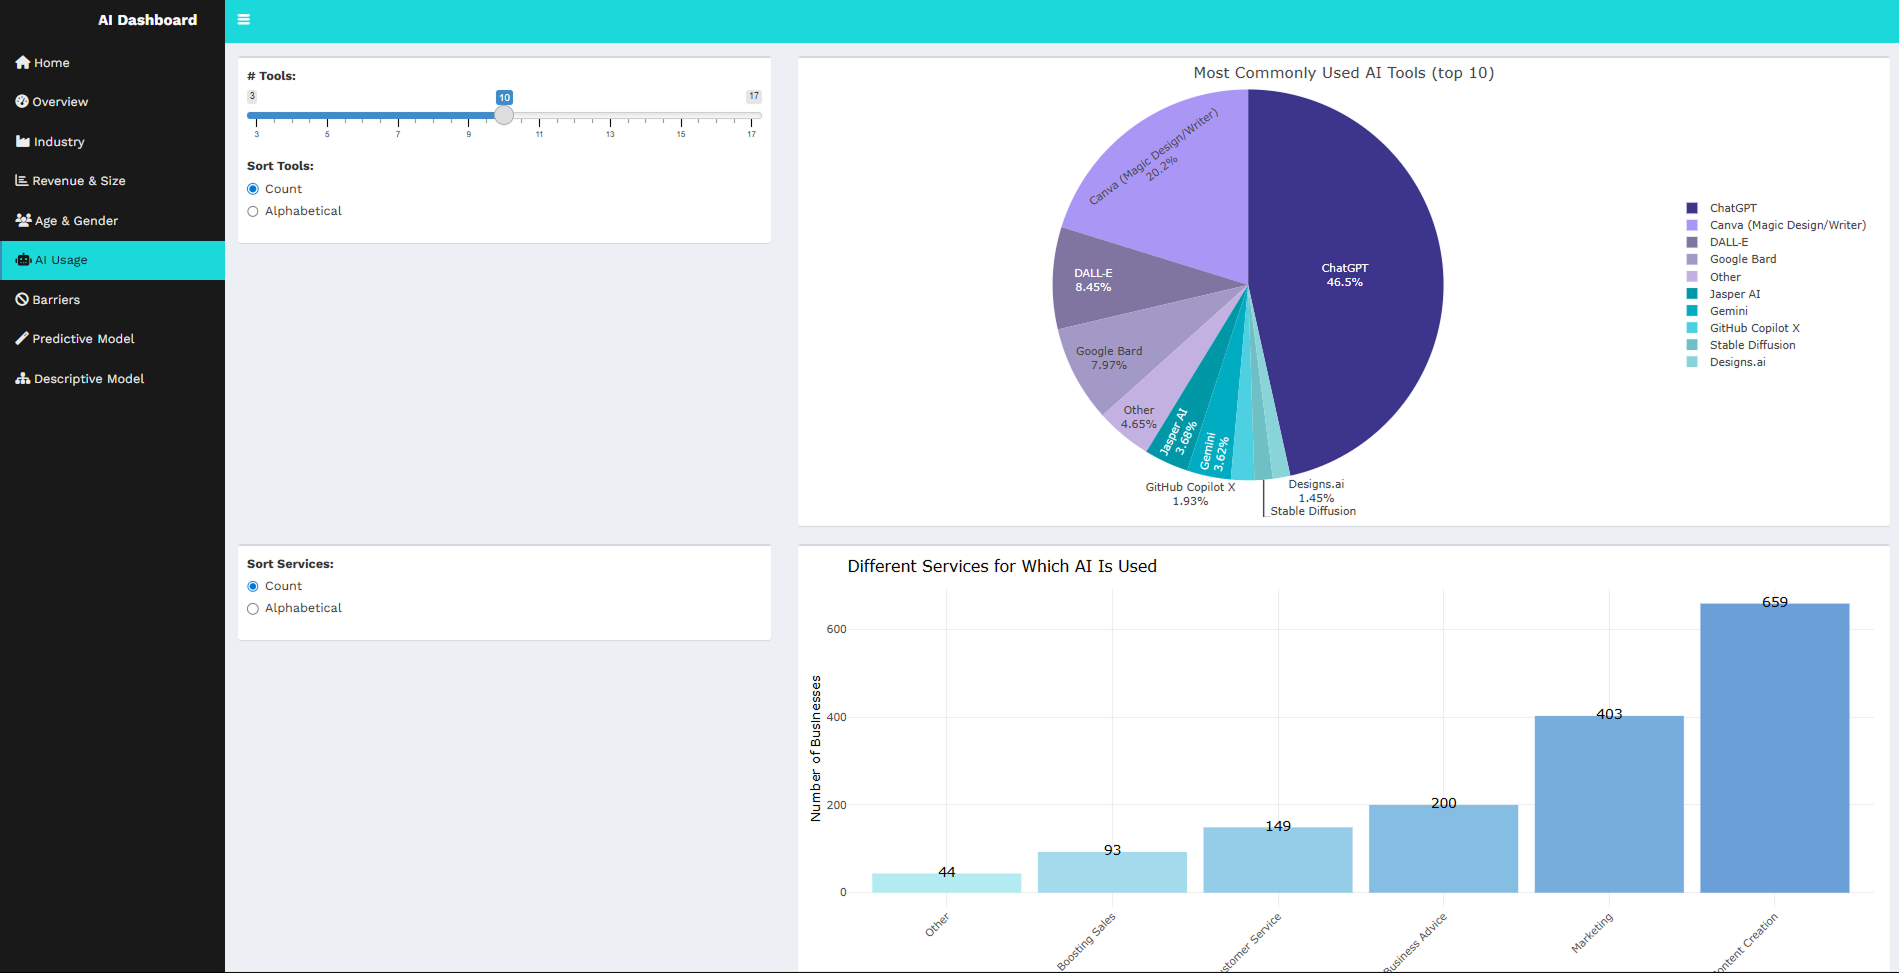 AI Dashboard
Home
Overview
Industry
Revenue & Size
Age & Gender
AI Usage
Barriers
Predictive Model
Descriptive Model
# Tools:
3
10
17
3
5
7
9
11
13
15
17
Sort Tools:
Count
Alphabetical
Most Commonly Used AI Tools (top 10)
Canva (Magic Design/Writer)
20.2%
ChatGPT
46.5%
DALL-E
8.45%
Google Bard
7.97%
Other
4.65%
Jasper AI
3.68%
Gemini
3.62%
GitHub Copilot X
1.93%
Stable Diffusion
Designs.ai
1.45%
ChatGPT
Canva (Magic Design/Writer)
DALL-E
Google Bard
Other
Jasper AI
Gemini
GitHub Copilot X
Stable Diffusion
Designs.ai
Sort Services:
Count
Alphabetical
Different Services for Which AI Is Used
Number of Businesses
600
400
200
0
44
93
149
200
403
659
Other
Boosting Sales
ustomer Service
Business Advice
Marketing
ontent Creation